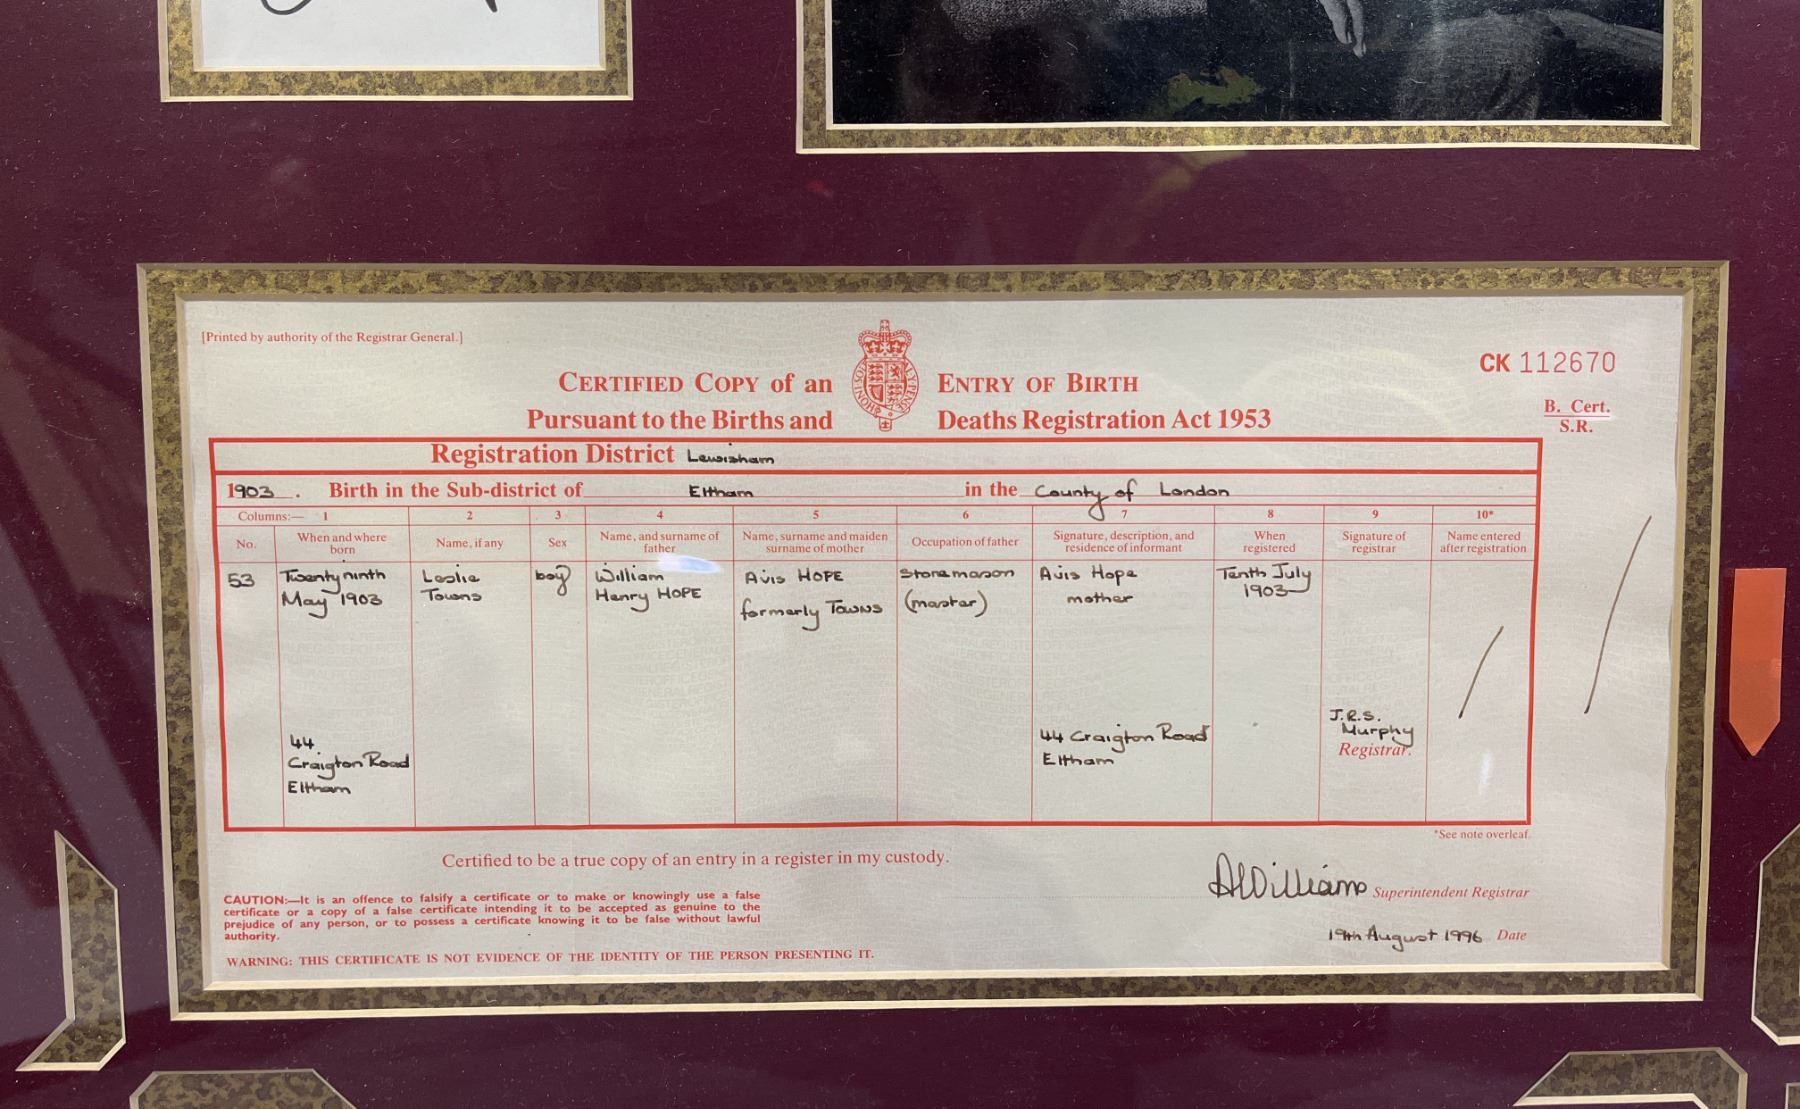 [Printed by authority of the Registrar General.]
CK 112670
B. Cert.
S.R.
CERTIFIED COPY of an ENTRY OF BIRTH
Pursuant to the Births and Deaths Registration Act 1953
HONI SOIT
Registration District Lewisham
1903. Birth in the Sub-district of Eltham in the County of London
Columns:— 1 2 3 4 5 6 7 8 9 10*
No.
When and where
born
Name, if any
Sex
Name, and surname of
father
Name, surname and maiden
surname of mother
Occupation of father
Signature, description, and
residence of informant
When
registered
Signature of
registrar
Name entered
after registration
53
Twenty ninth
May 1903
44
Craigton Road
Eltham
Leslie
Towns
boy
William
Henry HOPE
Avis HOPE
formerly TOWNS
Stonemason
(master)
Avis Hope
mother
44 Craigton Road
Eltham
Tenth July
1903
J.R.S.
Murphy
Registrar.
*See note overleaf.
Certified to be a true copy of an entry in a register in my custody.
AWilliams Superintendent Registrar
19th August 1996 Date
CAUTION:—It is an offence to falsify a certificate or to make or knowingly use a false
certificate or a copy of a false certificate intending it to be accepted as genuine to the
prejudice of any person, or to possess a certificate knowing it to be false without lawful
authority.
WARNING: THIS CERTIFICATE IS NOT EVIDENCE OF THE IDENTITY OF THE PERSON PRESENTING IT.